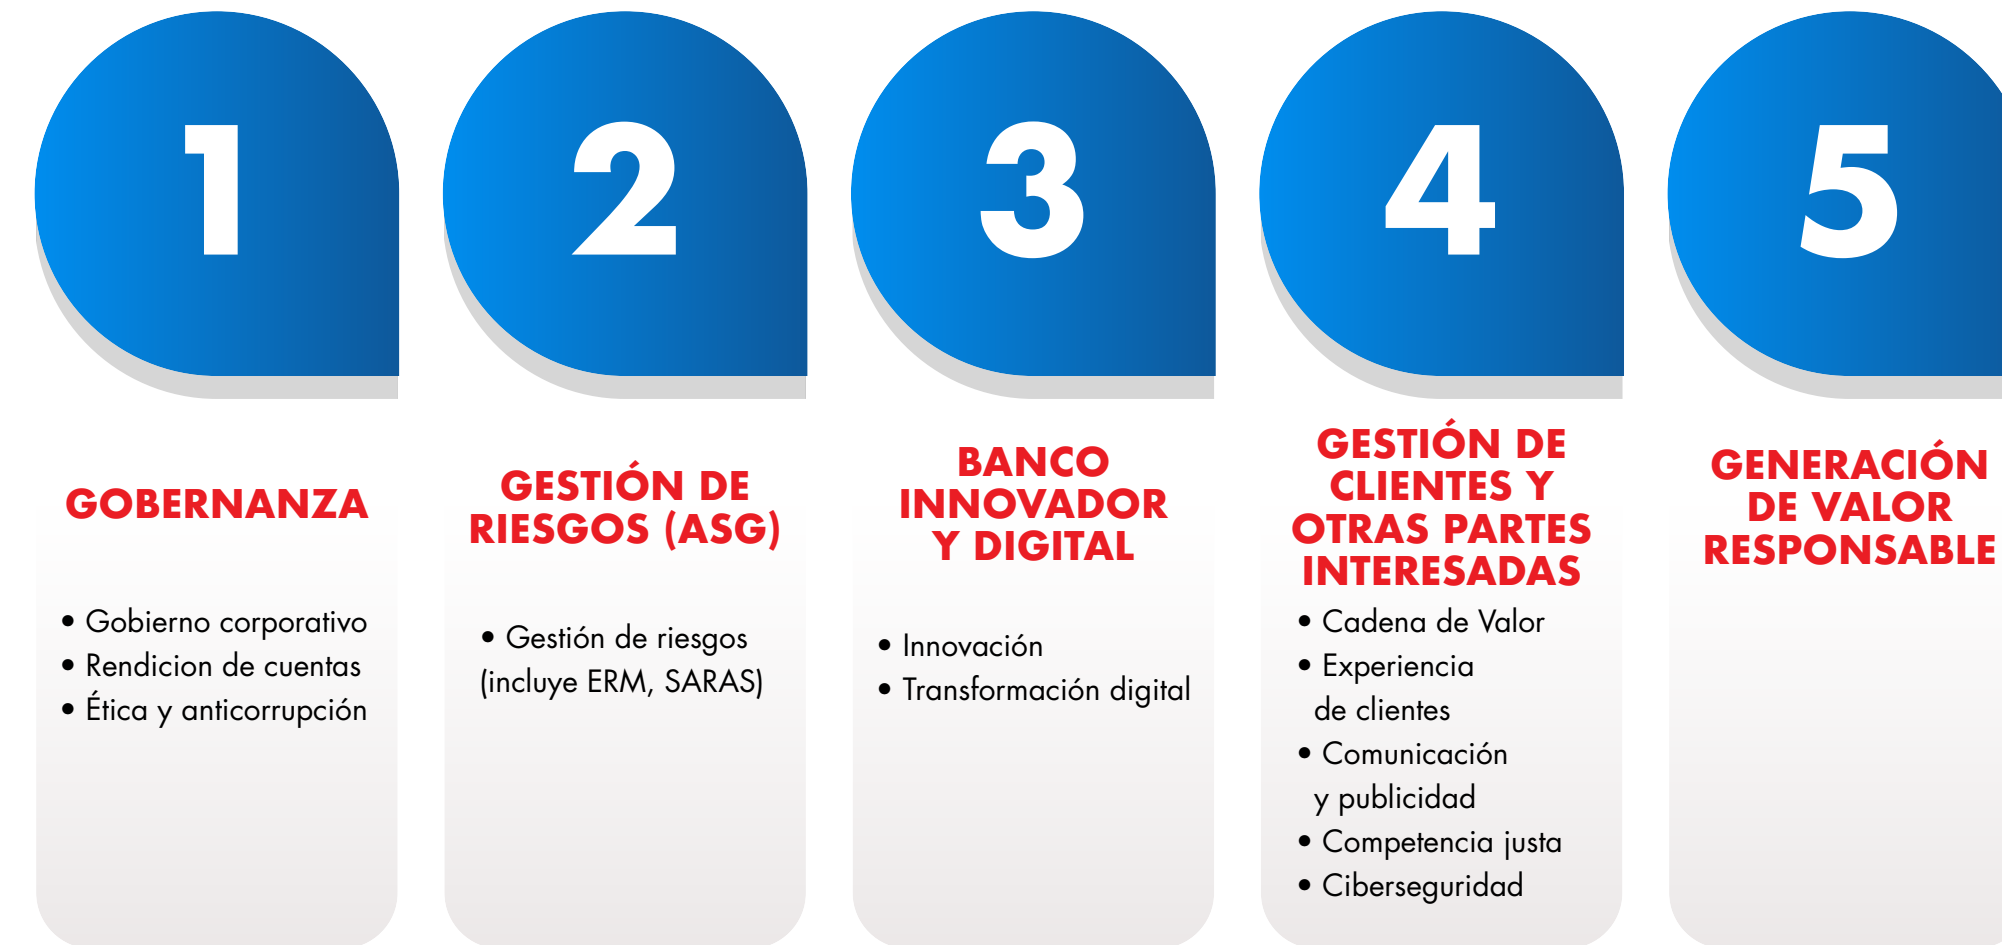 1
GOBERNANZA
• Gobierno corporativo
• Rendicion de cuentas
• Ética y anticorrupción
2
GESTIÓN DE
RIESGOS (ASG)
• Gestión de riesgos
(incluye ERM, SARAS)
3
BANCO
INNOVADOR
Y DIGITAL
• Innovación
• Transformación digital
4
GESTIÓN DE
CLIENTES Y
OTRAS PARTES
INTERESADAS
• Cadena de Valor
• Experiencia
de clientes
• Comunicación
y publicidad
• Competencia justa
• Ciberseguridad
5
GENERACIÓN
DE VALOR
RESPONSABLE